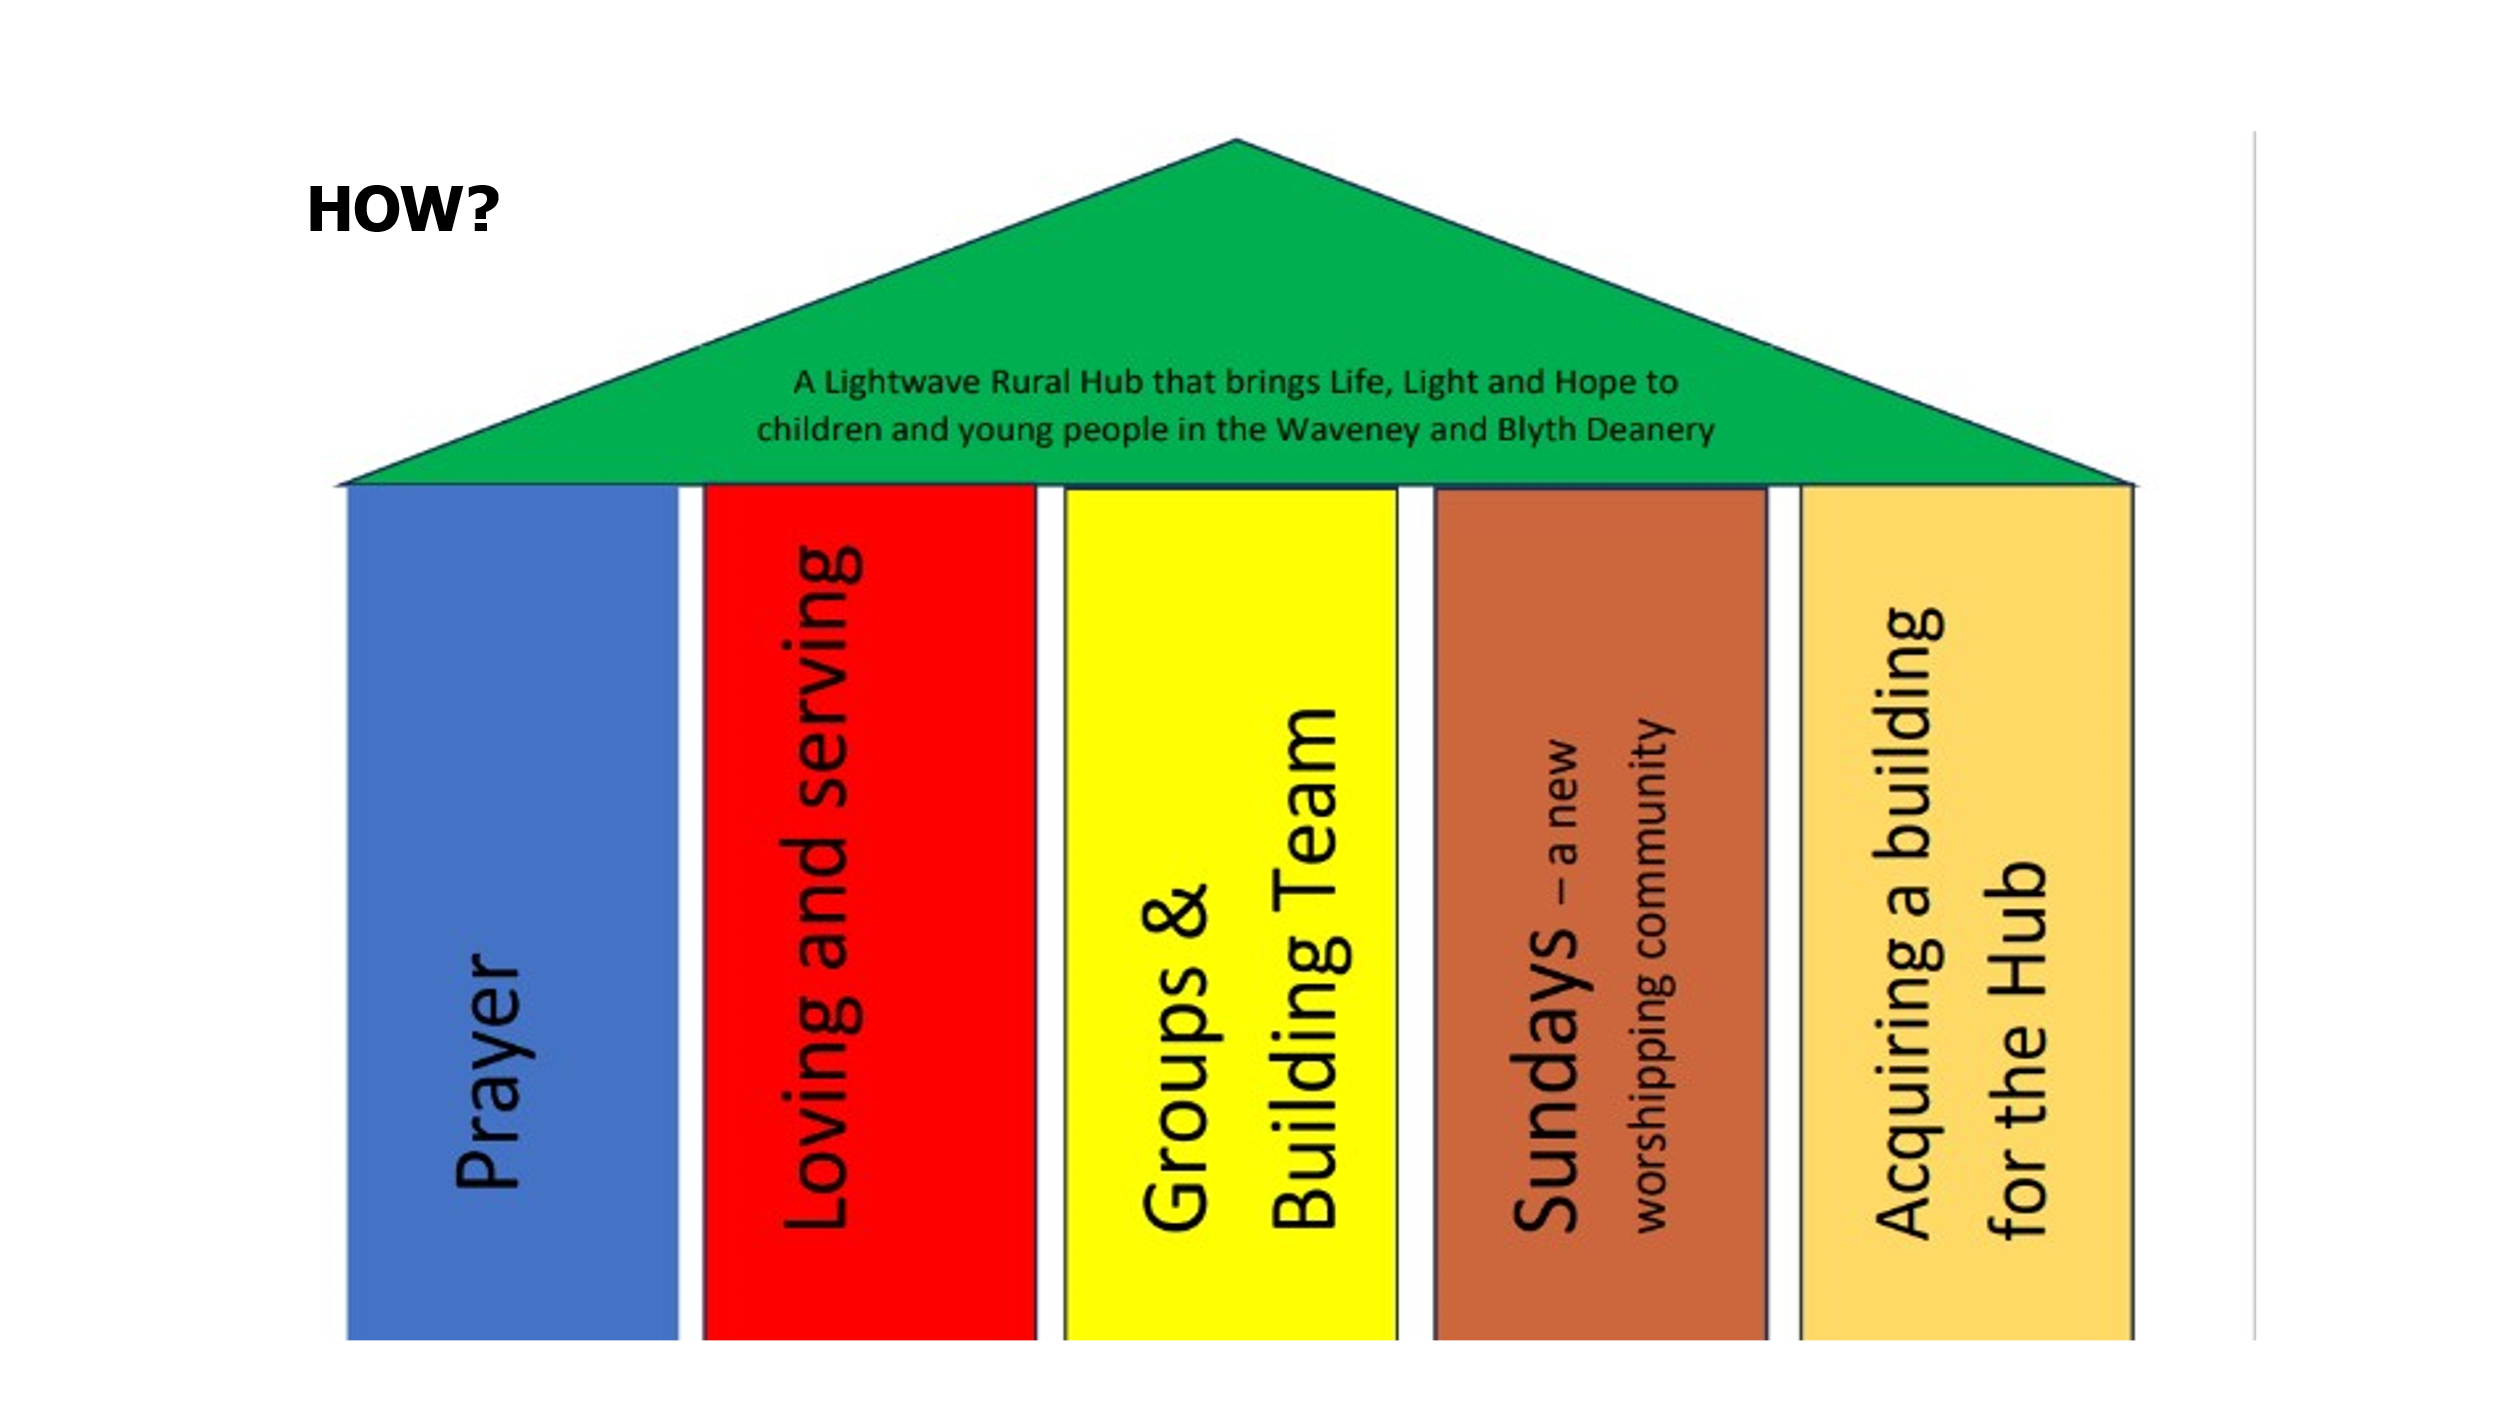 HOW?
A Lightwave Rural Hub that brings Life, Light and Hope to
children and young people in the Waveney and Blyth Deanery
Prayer
Loving and serving
Groups &
Building Team
Sundays – a new
worshipping community
Acquiring a building
for the Hub